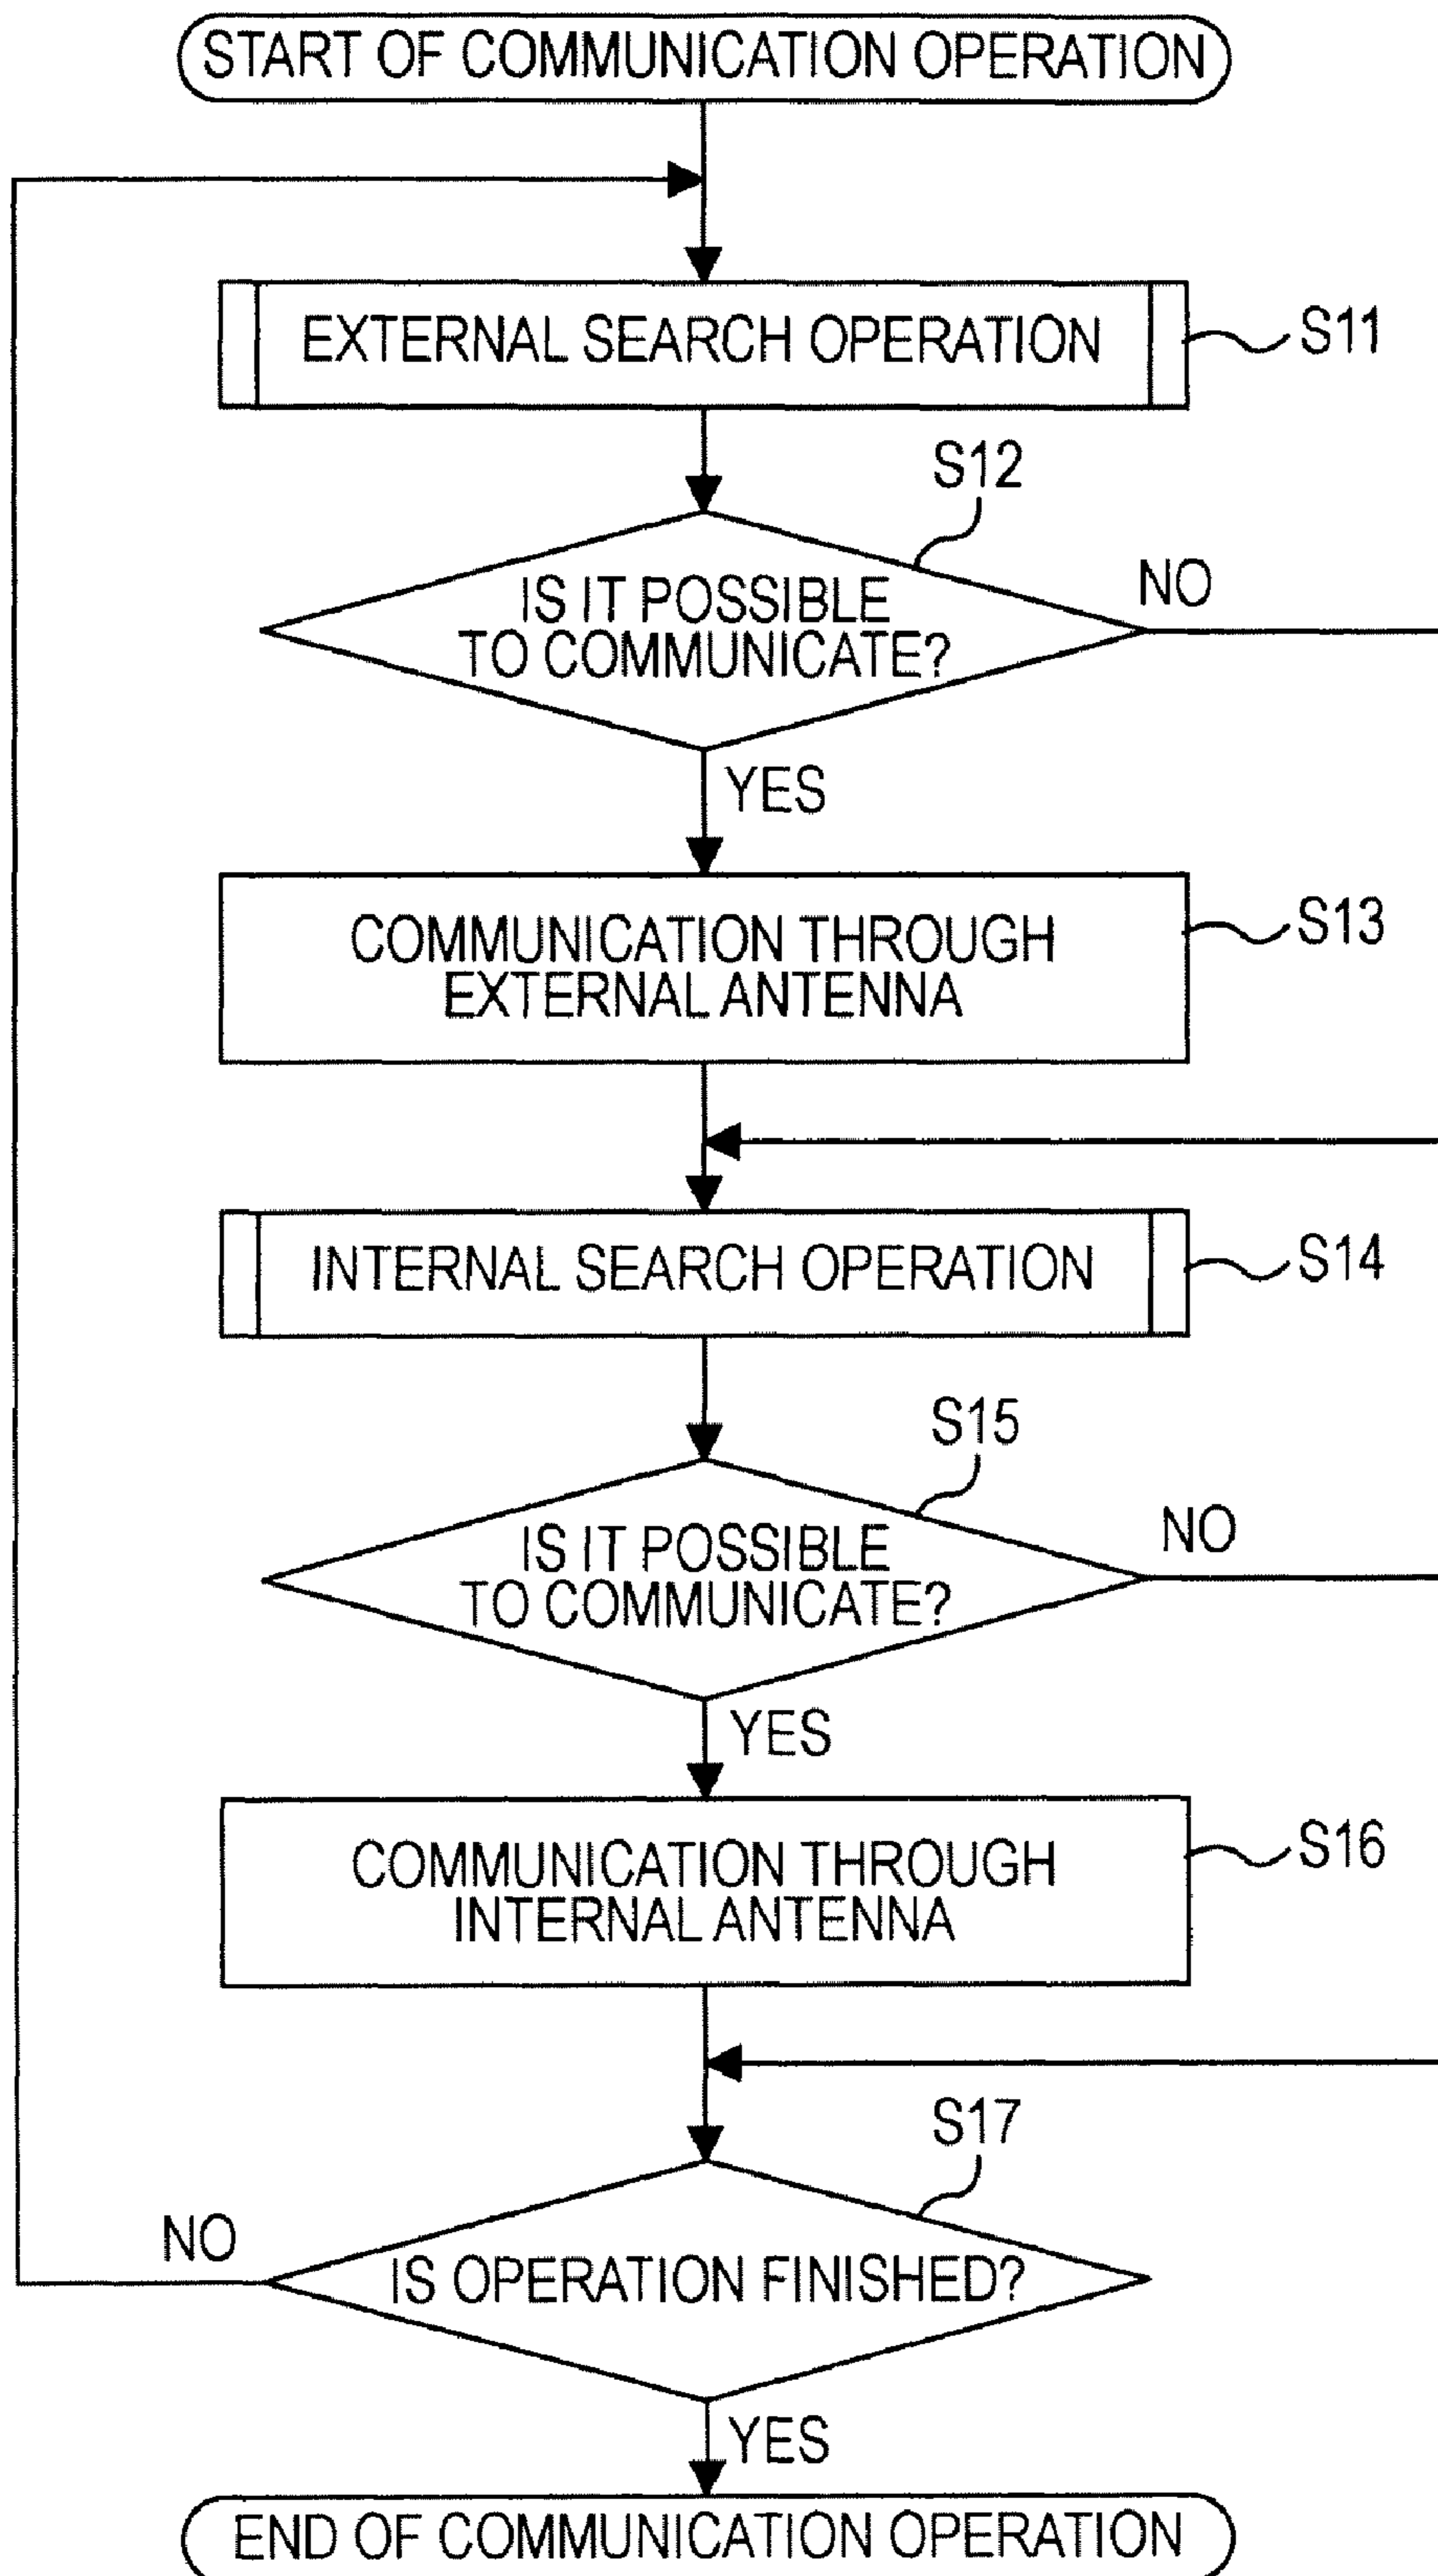 START OF COMMUNICATION OPERATION
EXTERNAL SEARCH OPERATION
S11
S12
IS IT POSSIBLE
TO COMMUNICATE?
NO
YES
COMMUNICATION THROUGH
EXTERNAL ANTENNA
S13
INTERNAL SEARCH OPERATION
S14
S15
IS IT POSSIBLE
TO COMMUNICATE?
NO
YES
COMMUNICATION THROUGH
INTERNAL ANTENNA
S16
S17
NO
IS OPERATION FINISHED?
YES
END OF COMMUNICATION OPERATION